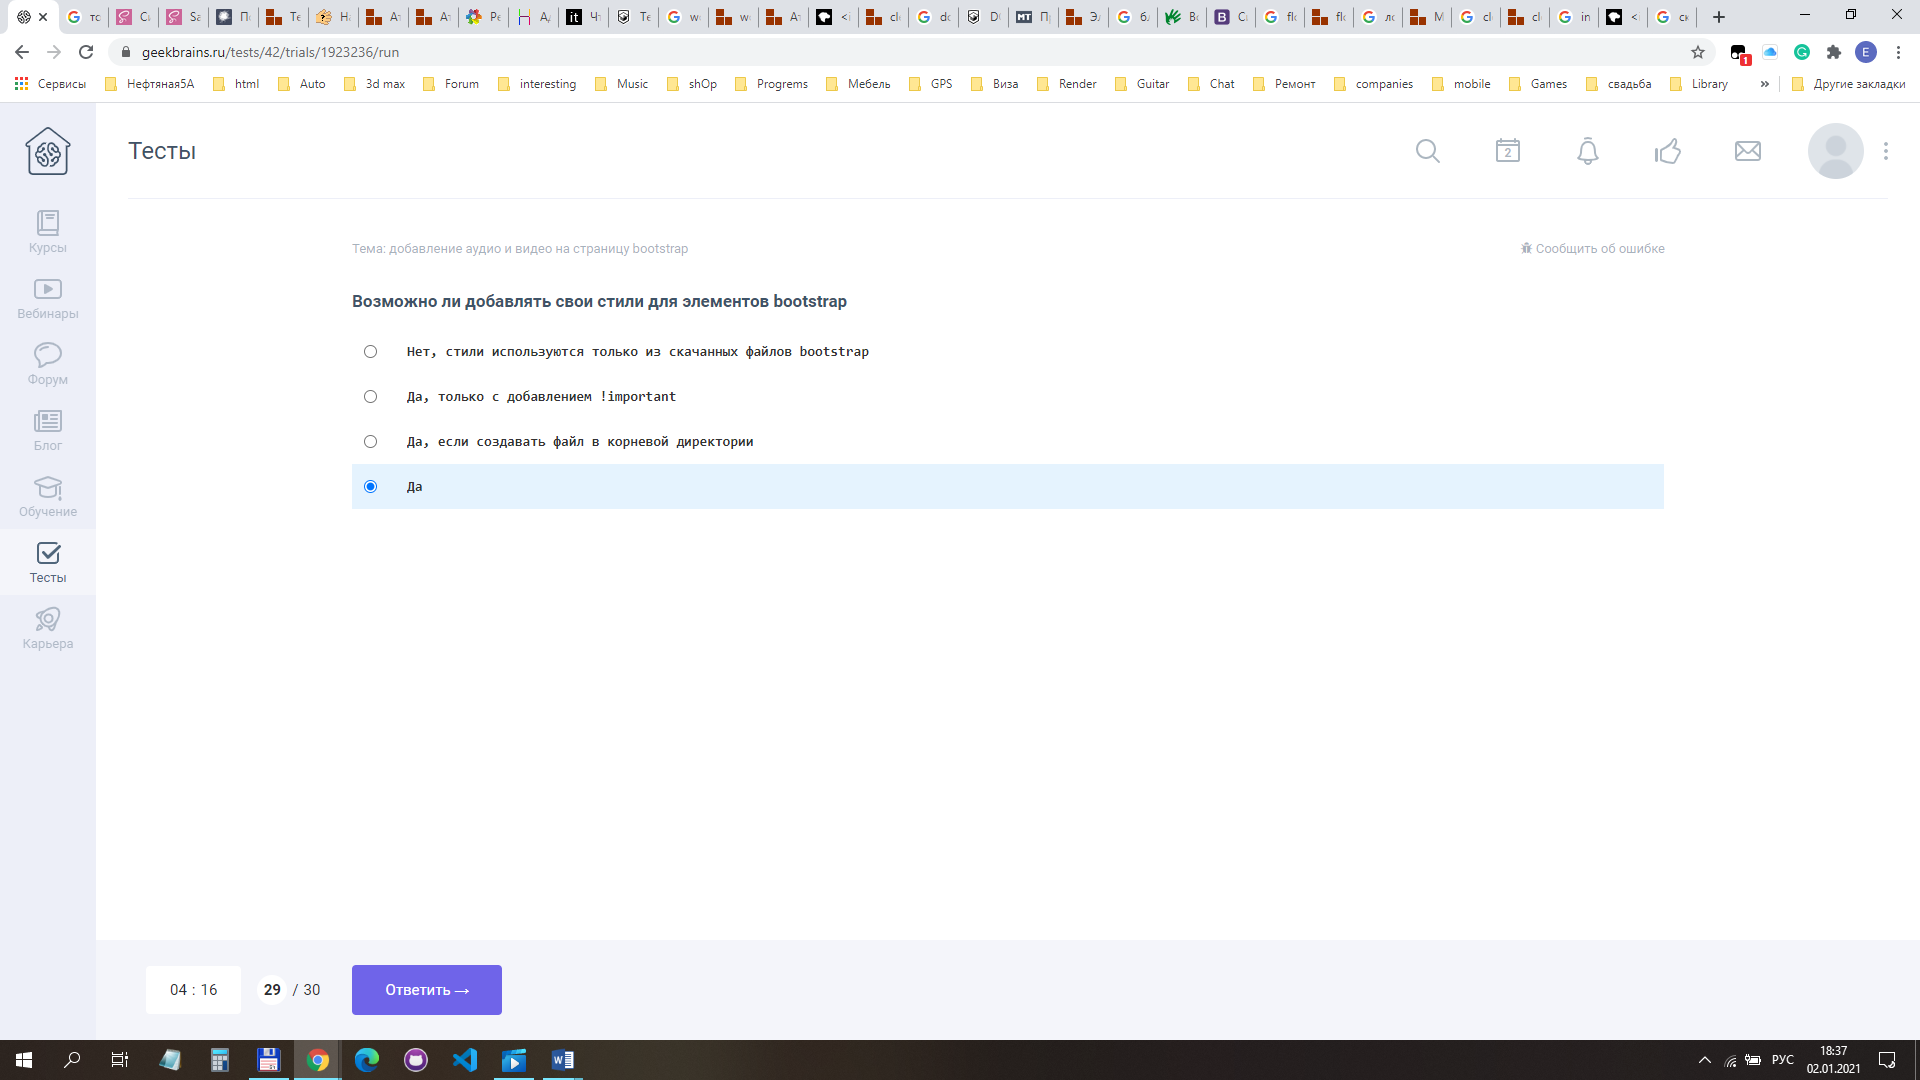 geekbrains.ru/tests/42/trials/1923236/run
Сервисы Нефтяная5А html Auto 3d max Forum interesting Music shOp Progrems Мебель GPS Виза Render Guitar Chat Ремонт companies mobile Games свадьба Library » Другие закладки
Тесты
2
Курсы
Вебинары
Форум
Блог
Обучение
Тесты
Карьера
Тема: добавление аудио и видео на страницу bootstrap
Сообщить об ошибке
Возможно ли добавлять свои стили для элементов bootstrap
Нет, стили используются только из скачанных файлов bootstrap
Да, только с добавлением !important
Да, если создавать файл в корневой директории
Да
04 : 16 29 / 30 Ответить →
РУС
18:37
02.01.2021